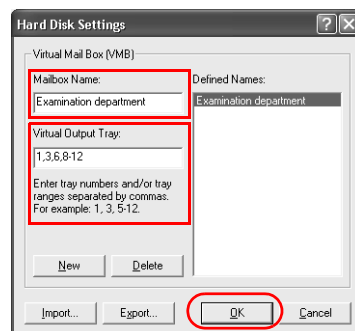 Hard Disk Settings
Virtual Mail Box (VMB)
Mailbox Name:
Examination department
Virtual Output Tray:
1,3,6,8-12
Enter tray numbers and/or tray
ranges separated by commas.
For example: 1, 3, 5-12.
New
Delete
Defined Names:
Examination department
Import...
Export...
OK
Cancel